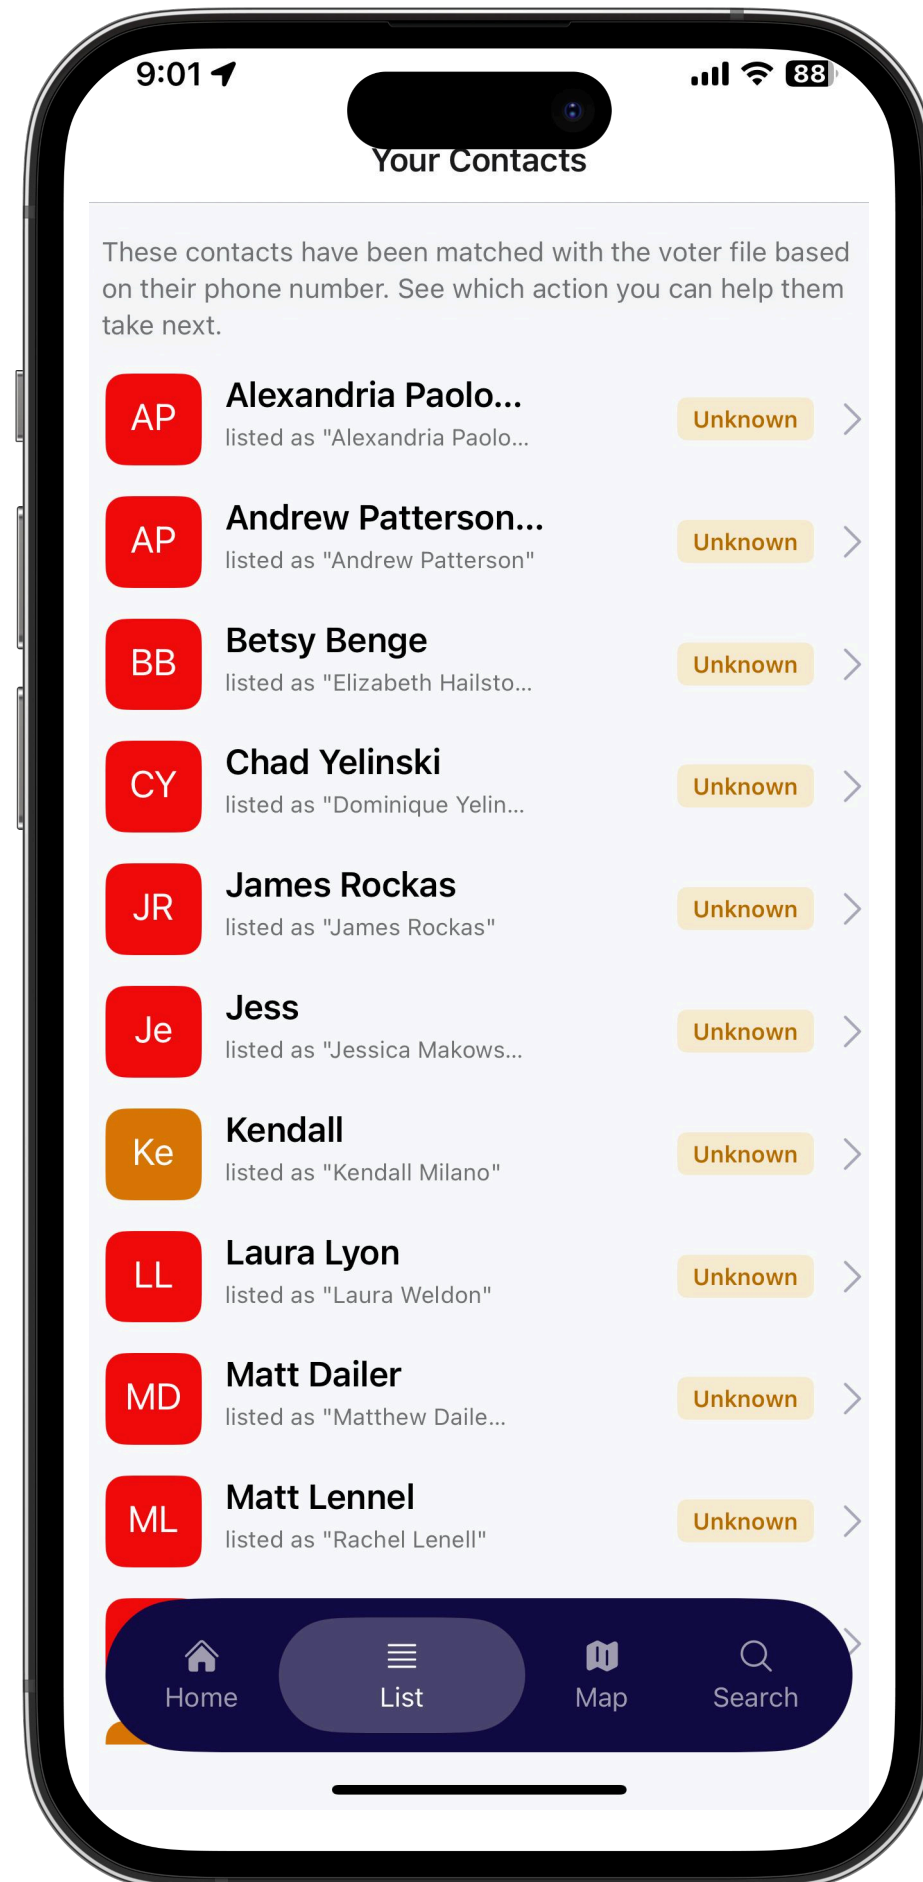 9:01
88
Your Contacts
These contacts have been matched with the voter file based
on their phone number. See which action you can help them
take next.
AP
Alexandria Paolo...
listed as "Alexandria Paolo...
Unknown
AP
Andrew Patterson...
listed as "Andrew Patterson"
Unknown
BB
Betsy Benge
listed as "Elizabeth Hailsto...
Unknown
CY
Chad Yelinski
listed as "Dominique Yelin...
Unknown
JR
James Rockas
listed as "James Rockas"
Unknown
Je
Jess
listed as "Jessica Makows...
Unknown
Ke
Kendall
listed as "Kendall Milano"
Unknown
LL
Laura Lyon
listed as "Laura Weldon"
Unknown
MD
Matt Dailer
listed as "Matthew Daile...
Unknown
ML
Matt Lennel
listed as "Rachel Lenell"
Unknown
Home
List
Map
Search